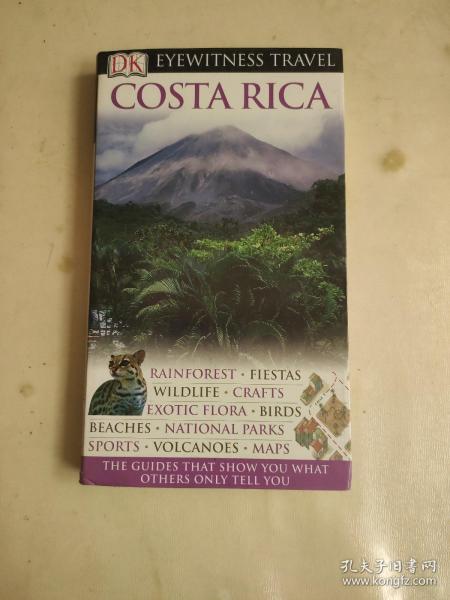 DK EYEWITNESS TRAVEL
COSTA RICA
RAINFOREST • FIESTAS
WILDLIFE • CRAFTS
EXOTIC FLORA • BIRDS
BEACHES • NATIONAL PARKS
SPORTS • VOLCANOES • MAPS
THE GUIDES THAT SHOW YOU WHAT
OTHERS ONLY TELL YOU
孔夫子旧书网
www.kongfz.com